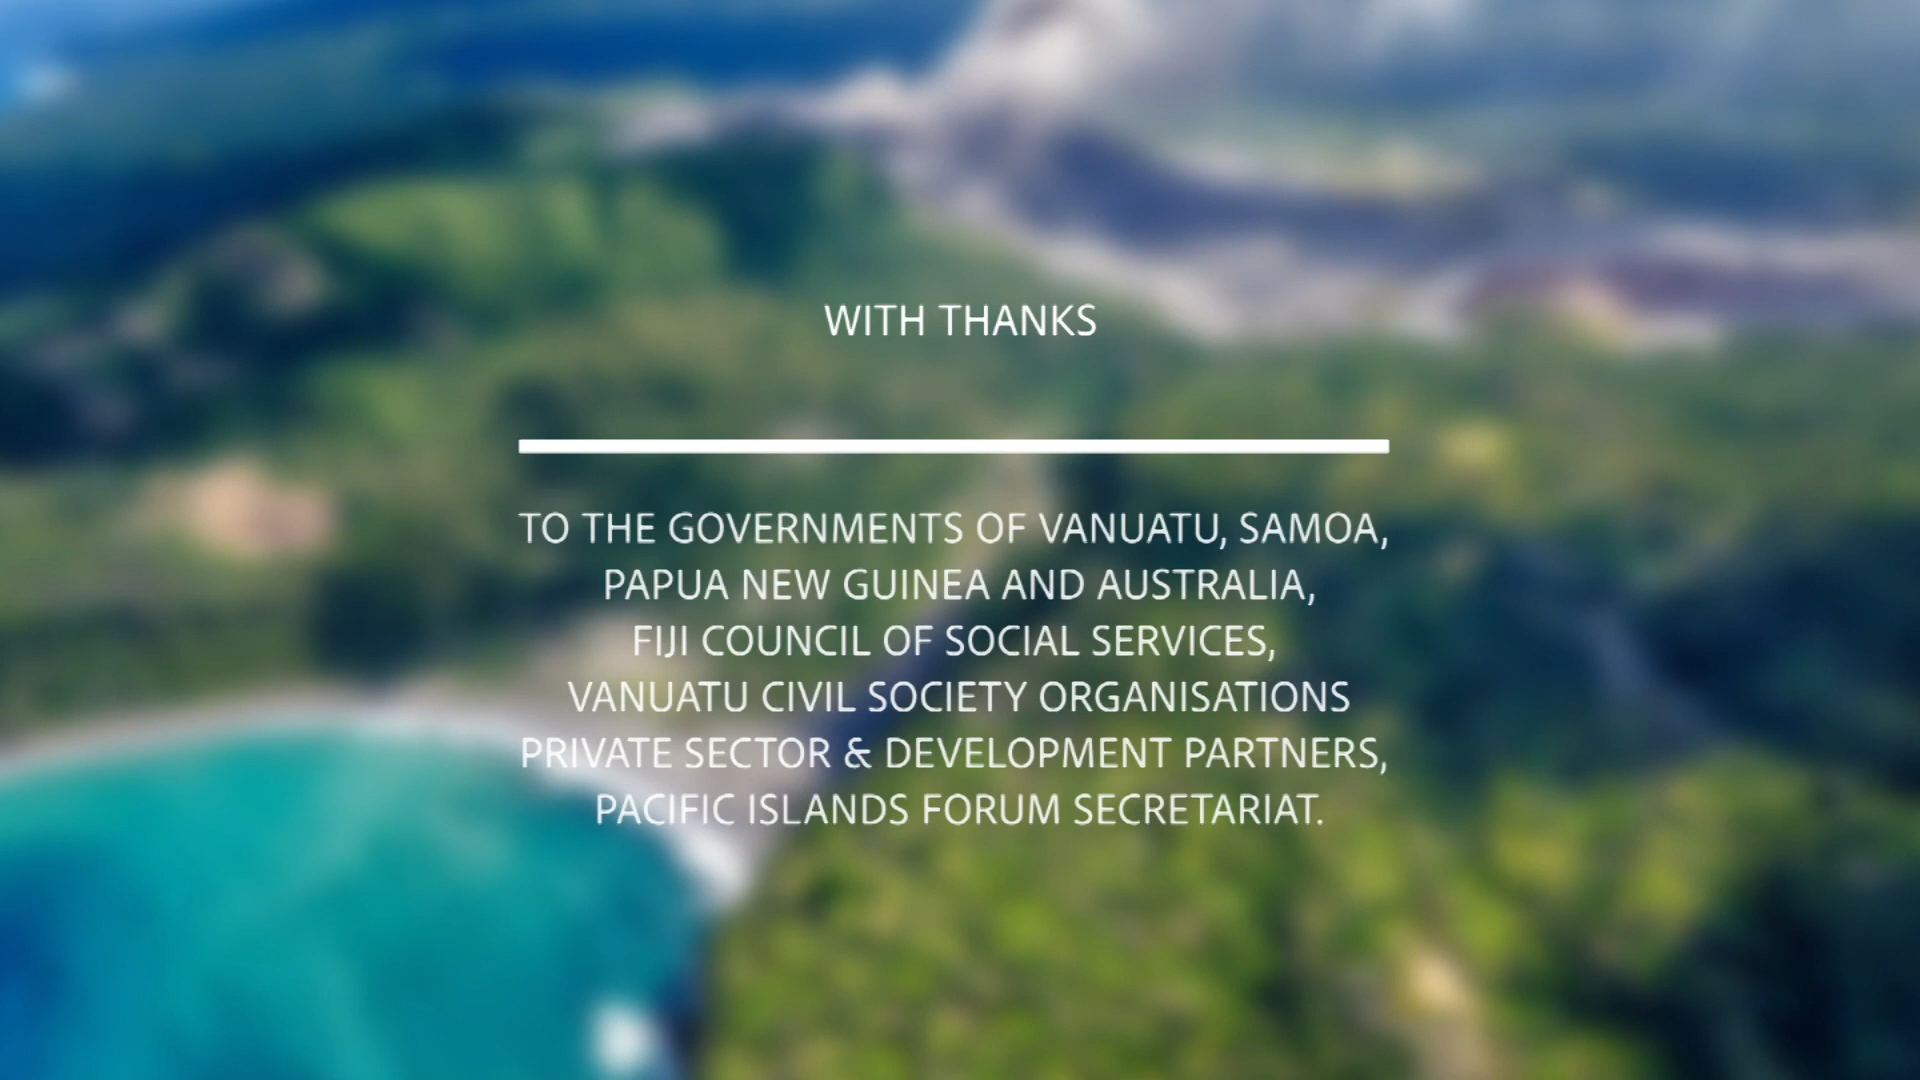 WITH THANKS
TO THE GOVERNMENTS OF VANUATU, SAMOA,
PAPUA NEW GUINEA AND AUSTRALIA,
FIJI COUNCIL OF SOCIAL SERVICES,
VANUATU CIVIL SOCIETY ORGANISATIONS
PRIVATE SECTOR & DEVELOPMENT PARTNERS,
PACIFIC ISLANDS FORUM SECRETARIAT.